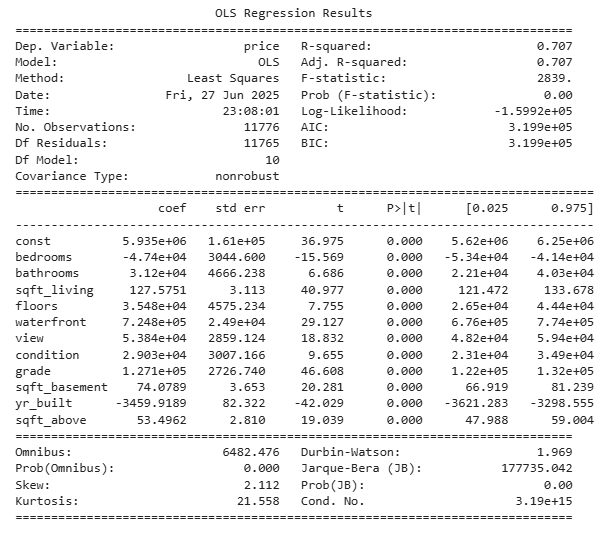 OLS Regression Results
==============================================================================
Dep. Variable:                  price   R-squared:                       0.707
Model:                            OLS   Adj. R-squared:                  0.707
Method:                 Least Squares   F-statistic:                     2839.
Date:                Fri, 27 Jun 2025   Prob (F-statistic):               0.00
Time:                        23:08:01   Log-Likelihood:            -1.5992e+05
No. Observations:               11776   AIC:                         3.199e+05
Df Residuals:                   11765   BIC:                         3.199e+05
Df Model:                          10
Covariance Type:            nonrobust
=================================================================================
                    coef    std err          t      P>|t|      [0.025      0.975]
---------------------------------------------------------------------------------
const          5.935e+06   1.61e+05     36.975      0.000    5.62e+06    6.25e+06
bedrooms       -4.74e+04   3044.600    -15.569      0.000   -5.34e+04   -4.14e+04
bathrooms       3.12e+04   4666.238      6.686      0.000    2.21e+04    4.03e+04
sqft_living     127.5751      3.113     40.977      0.000     121.472     133.678
floors         3.548e+04   4575.234      7.755      0.000    2.65e+04    4.44e+04
waterfront     7.248e+05   2.49e+04     29.127      0.000    6.76e+05    7.74e+05
view           5.384e+04   2859.124     18.832      0.000    4.82e+04    5.94e+04
condition      2.903e+04   3007.166      9.655      0.000    2.31e+04    3.49e+04
grade          1.271e+05   2726.740     46.608      0.000    1.22e+05    1.32e+05
sqft_basement    74.0789      3.653     20.281      0.000      66.919      81.239
yr_built      -3459.9189     82.322    -42.029      0.000   -3621.283   -3298.555
sqft_above       53.4962      2.810     19.039      0.000      47.988      59.004
==============================================================================
Omnibus:                     6482.476   Durbin-Watson:                   1.969
Prob(Omnibus):                  0.000   Jarque-Bera (JB):           177735.042
Skew:                           2.112   Prob(JB):                         0.00
Kurtosis:                      21.558   Cond. No.                     3.19e+15
==============================================================================